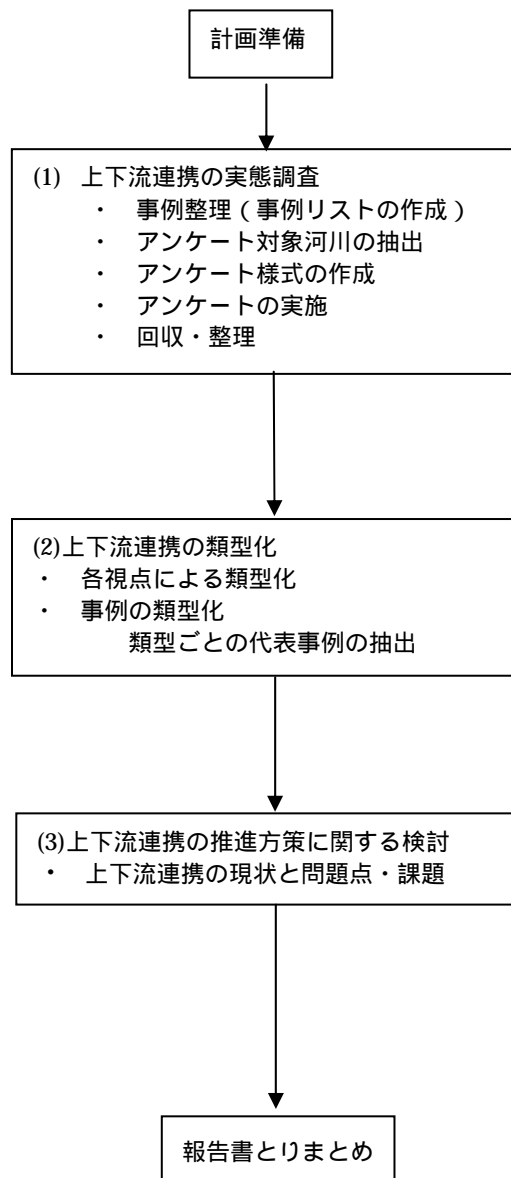 計画準備
(1) 上下流連携の実態調査
・ 事例整理（事例リストの作成）
・ アンケート対象河川の抽出
・ アンケート様式の作成
・ アンケートの実施
・ 回収・整理
(2)上下流連携の類型化
・ 各視点による類型化
・ 事例の類型化
類型ごとの代表事例の抽出
(3)上下流連携の推進方策に関する検討
・ 上下流連携の現状と問題点・課題
報告書とりまとめ